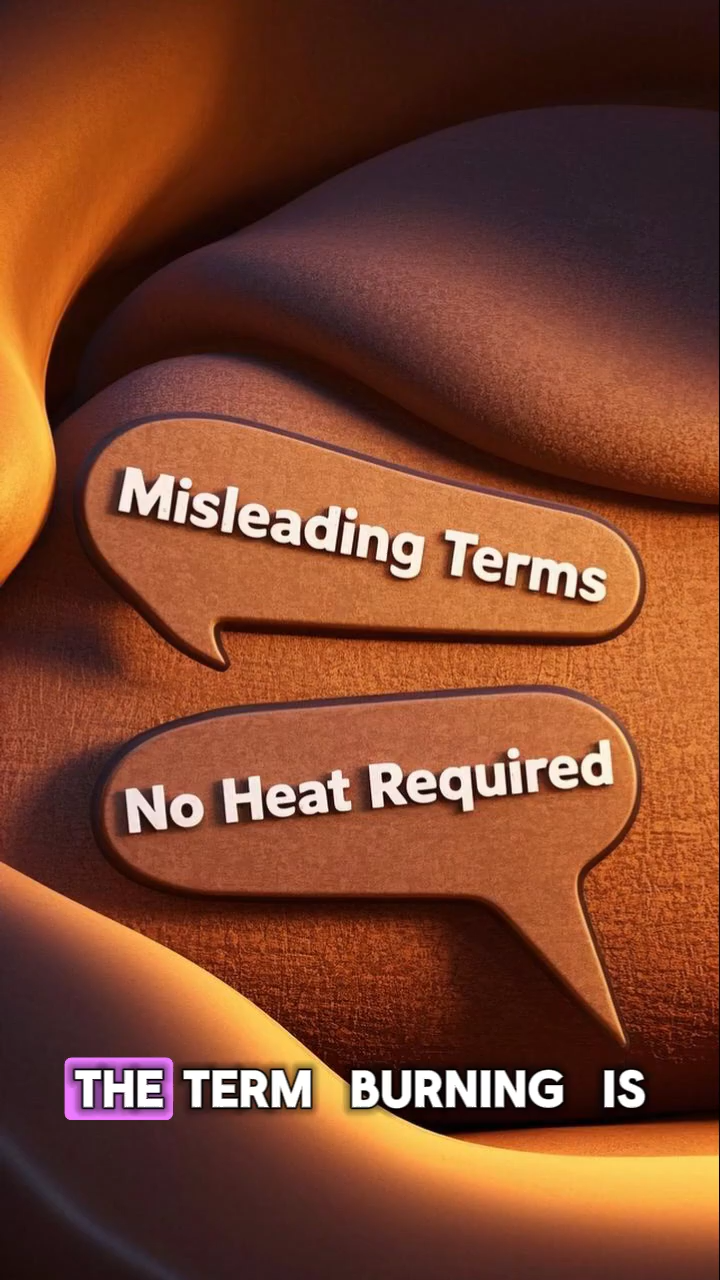 Misleading Terms
No Heat Required
THE TERM BURNING IS